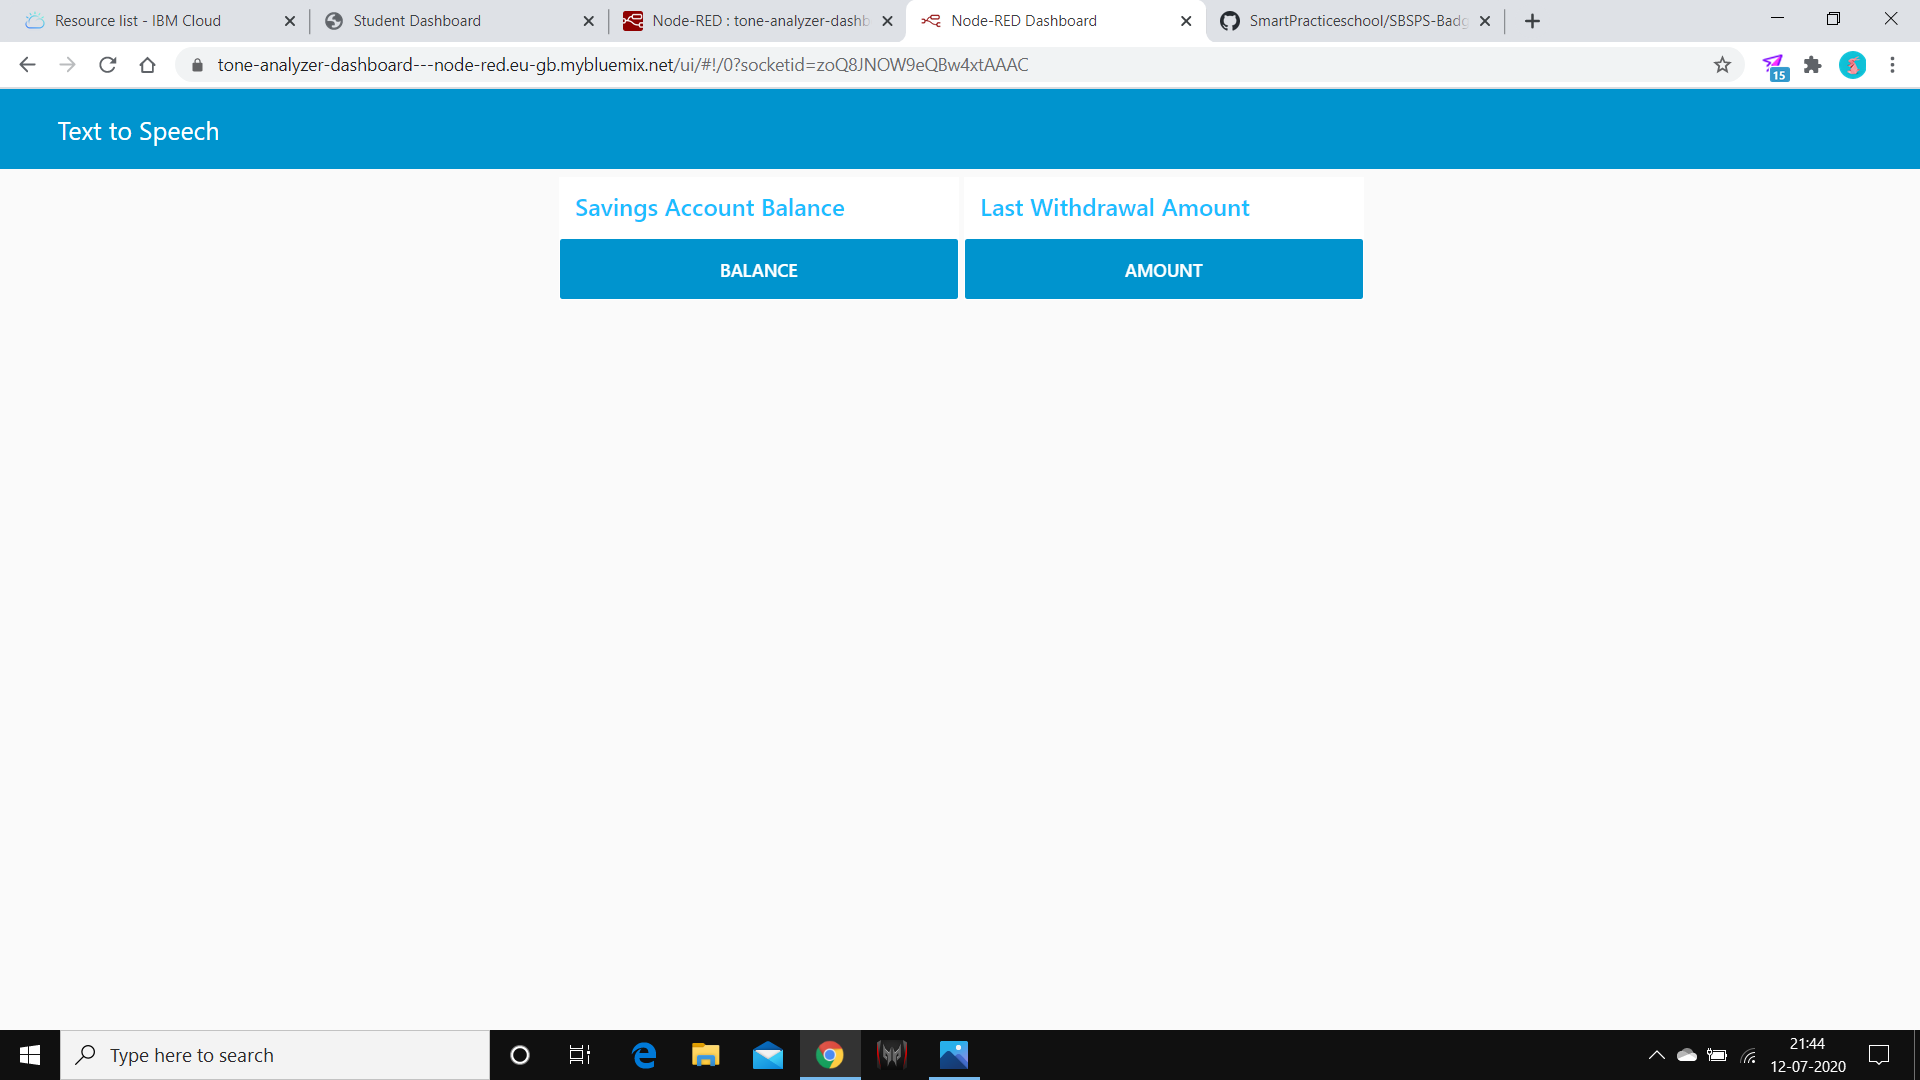 Resource list - IBM Cloud
Student Dashboard
Node-RED : tone-analyzer-dashb
Node-RED Dashboard
SmartPracticeschool/SBSPS-Badg
tone-analyzer-dashboard---node-red.eu-gb.mybluemix.net/ui/#!/0?socketid=zoQ8JNOW9eQBw4xtAAAC
15
Text to Speech
Savings Account Balance
Last Withdrawal Amount
BALANCE
AMOUNT
Type here to search
21:44
12-07-2020